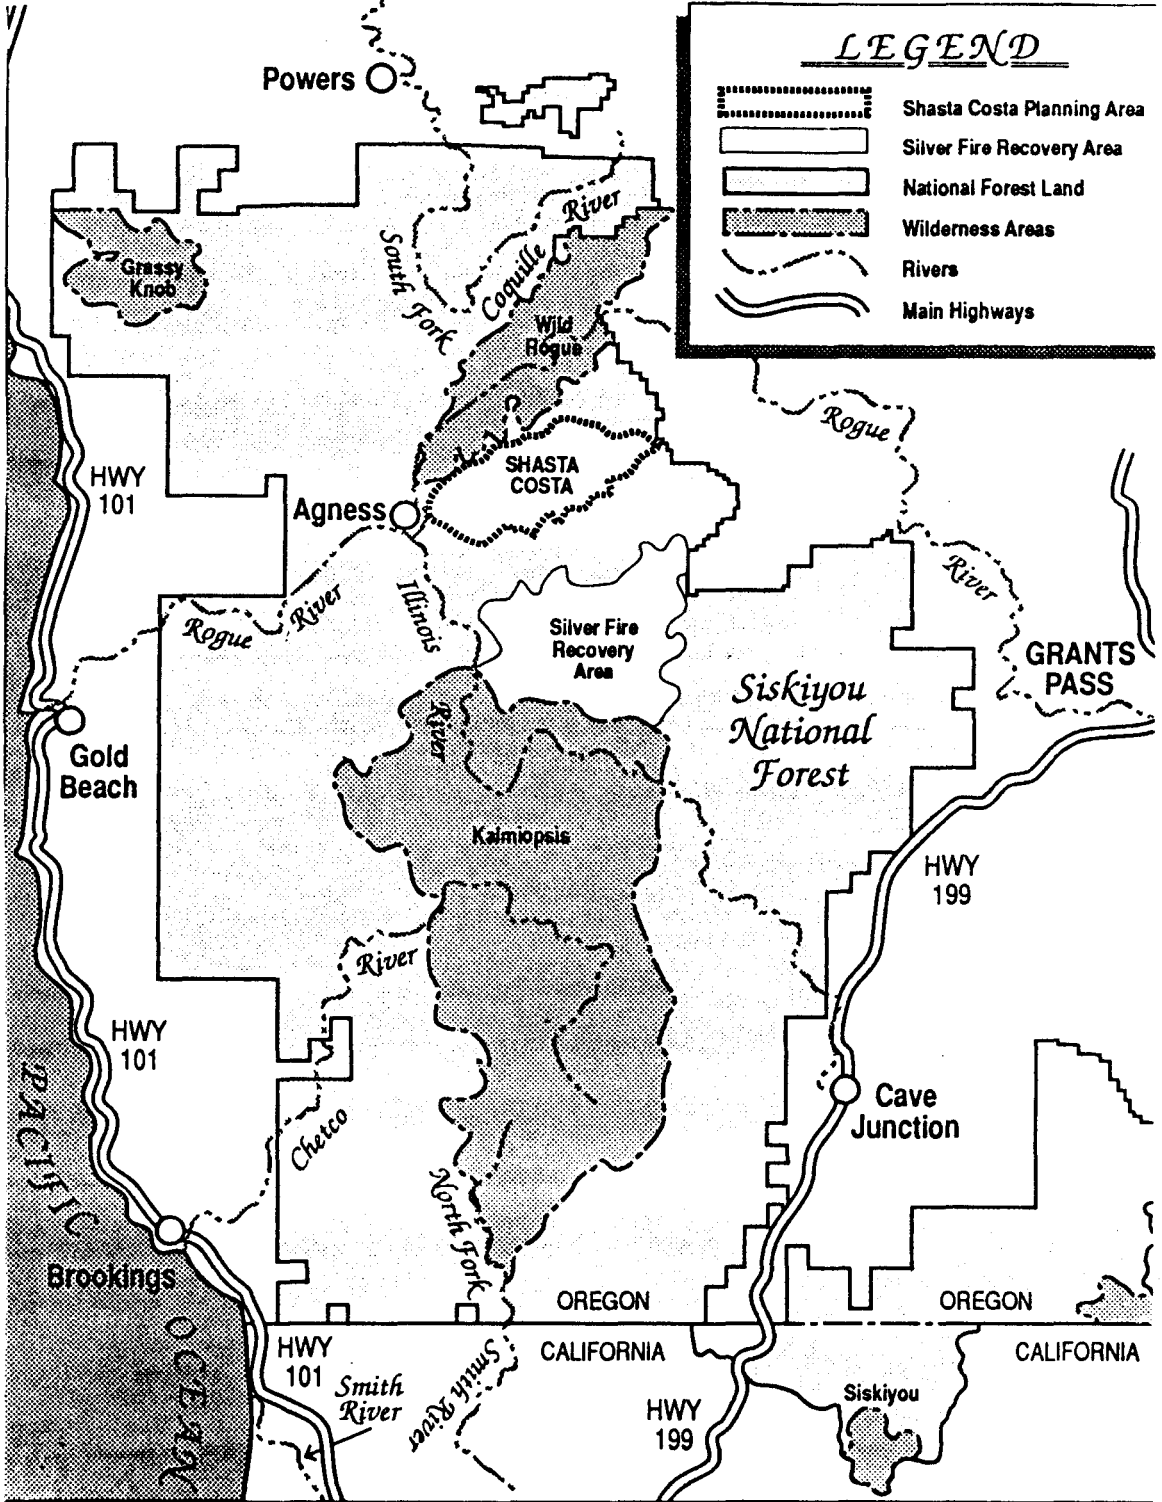 LEGEND
Shasta Costa Planning Area
Silver Fire Recovery Area
National Forest Land
Wilderness Areas
Rivers
Main Highways
Powers
River
Coquille
South
Fork
Grassy
Knob
Wild
Rogue
Rogue
River
HWY
101
SHASTA
COSTA
Agness
Illinois
River
River
Rogue
Silver Fire
Recovery
Area
GRANTS
PASS
Siskiyou
National
Forest
Gold
Beach
Kalmiopsis
HWY
199
River
Chetco
HWY
101
PACIFIC
OCEAN
Cave
Junction
North Fork
Smith River
Brookings
OREGON
OREGON
CALIFORNIA
CALIFORNIA
HWY
101
Smith
River
Siskiyou
HWY
199